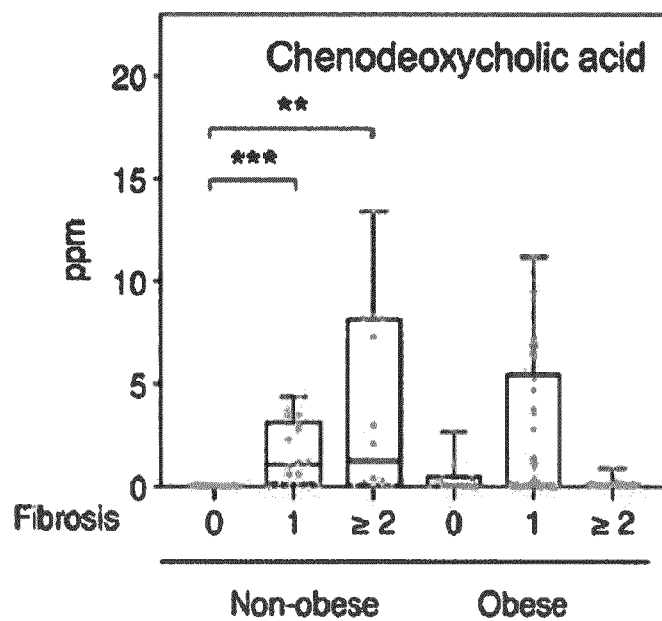 Chenodeoxycholic acid
20
**
***
15
ppm
10
5
0
Fibrosis 0 1 ≥ 2 0 1 ≥ 2
Non-obese Obese